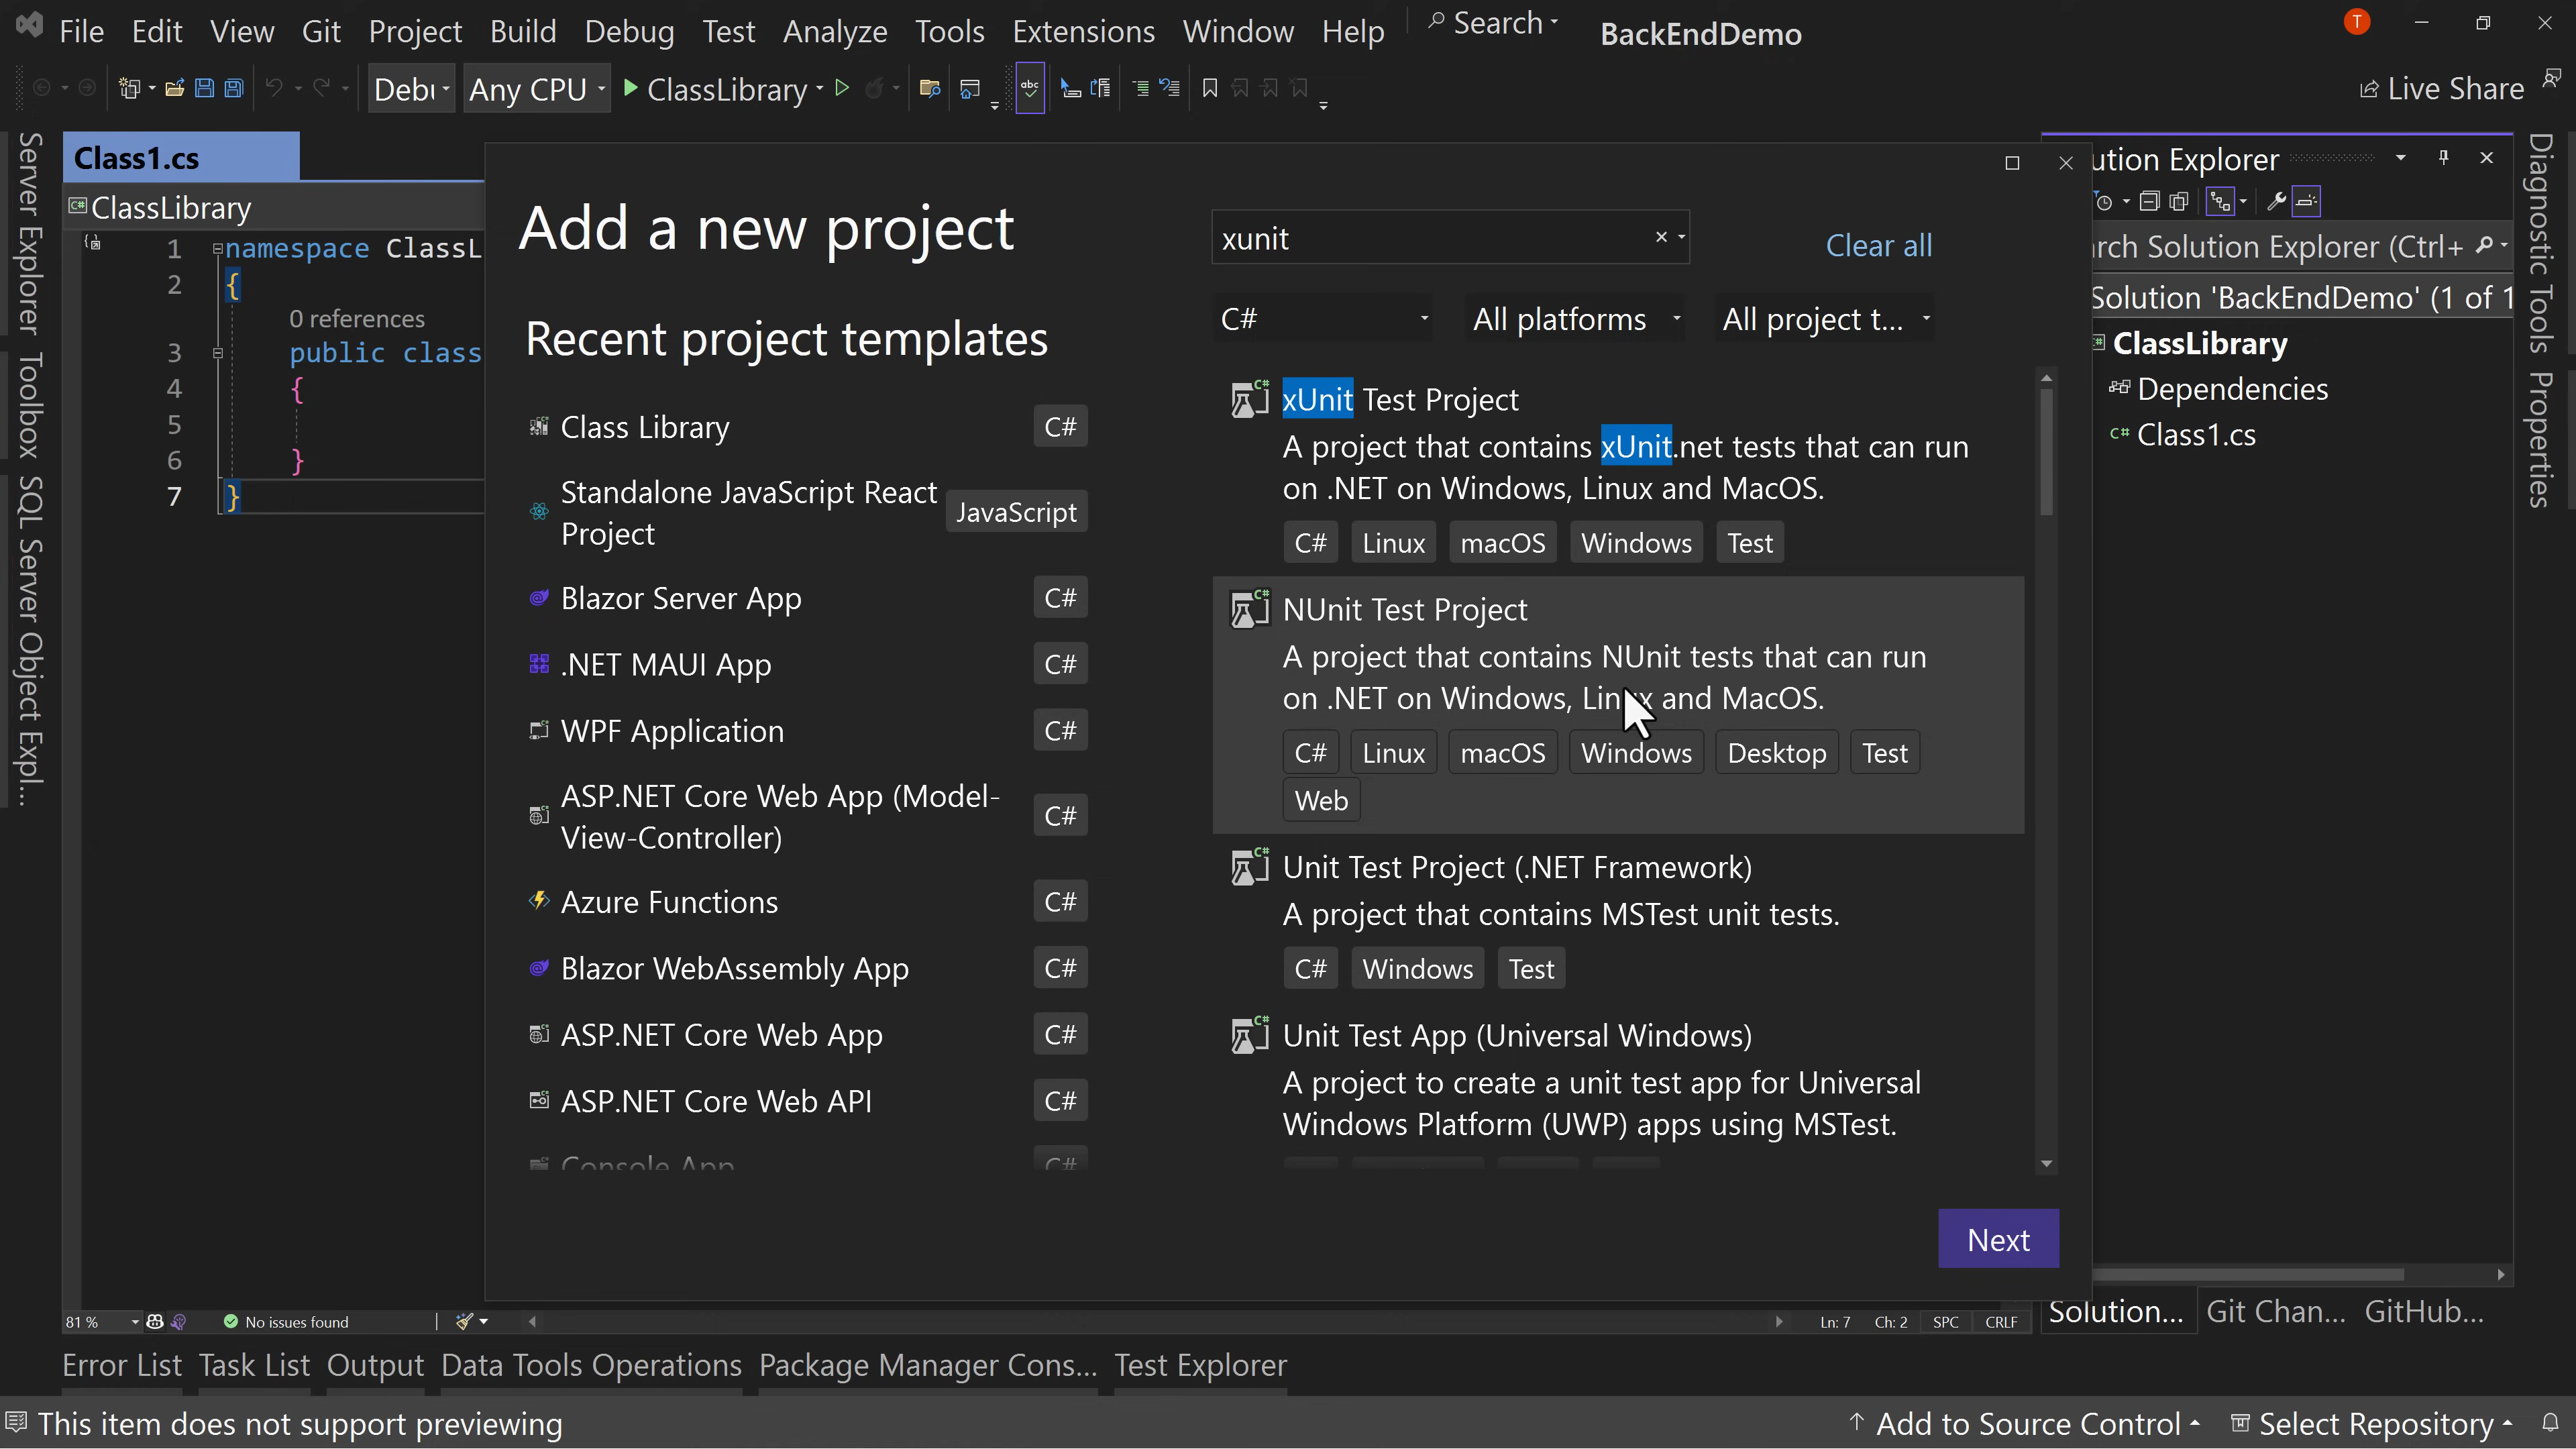 File Edit View Git Project Build Debug Test Analyze Tools Extensions Window Help Search BackEndDemo T
Any CPU ClassLibrary abc Live Share
Server Explorer
Toolbox
SQL Server Object Expl...
Class1.cs
C# ClassLibrary
1 namespace ClassL
2 {
0 references
3 public class
4 {
5
6 }
7 }
Add a new project
Recent project templates
Class Library C#
Standalone JavaScript React
Project
JavaScript
Blazor Server App C#
.NET MAUI App C#
WPF Application C#
ASP.NET Core Web App (Model-
View-Controller)
C#
Azure Functions C#
Blazor WebAssembly App C#
ASP.NET Core Web App C#
ASP.NET Core Web API C#
Console App C#
xunit
Clear all
C# All platforms All project t...
xUnit Test Project
A project that contains xUnit.net tests that can run
on .NET on Windows, Linux and MacOS.
C# Linux macOS Windows Test
NUnit Test Project
A project that contains NUnit tests that can run
on .NET on Windows, Linux and MacOS.
C# Linux macOS Windows Desktop Test
Web
Unit Test Project (.NET Framework)
A project that contains MSTest unit tests.
C# Windows Test
Unit Test App (Universal Windows)
A project to create a unit test app for Universal
Windows Platform (UWP) apps using MSTest.
Next
ution Explorer
rch Solution Explorer (Ctrl+
Solution 'BackEndDemo' (1 of 1
ClassLibrary
Dependencies
C# Class1.cs
Diagnostic Tools
Properties
Solution... Git Chan... GitHub...
81 % No issues found Ln: 7 Ch: 2 SPC CRLF
Error List Task List Output Data Tools Operations Package Manager Cons... Test Explorer
This item does not support previewing Add to Source Control Select Repository